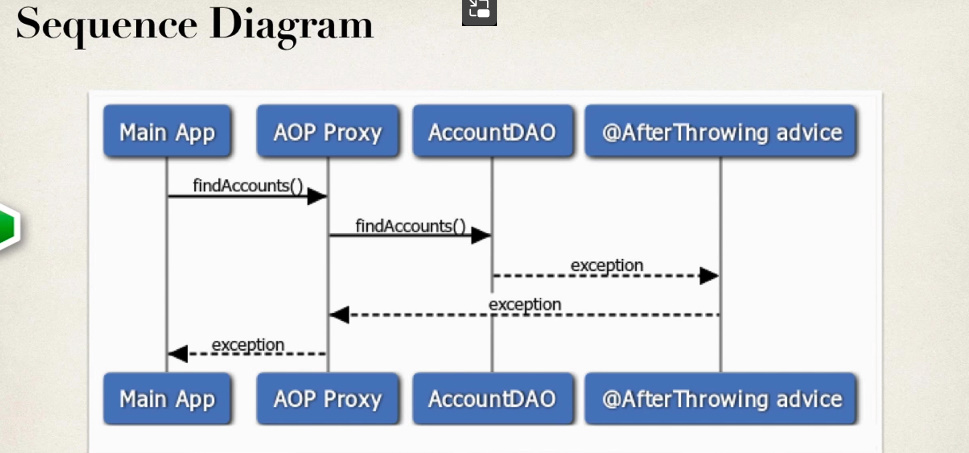 Sequence Diagram
Main App
AOP Proxy
AccountDAO
@AfterThrowing advice
findAccounts()
findAccounts()
exception
exception
exception
Main App
AOP Proxy
AccountDAO
@AfterThrowing advice